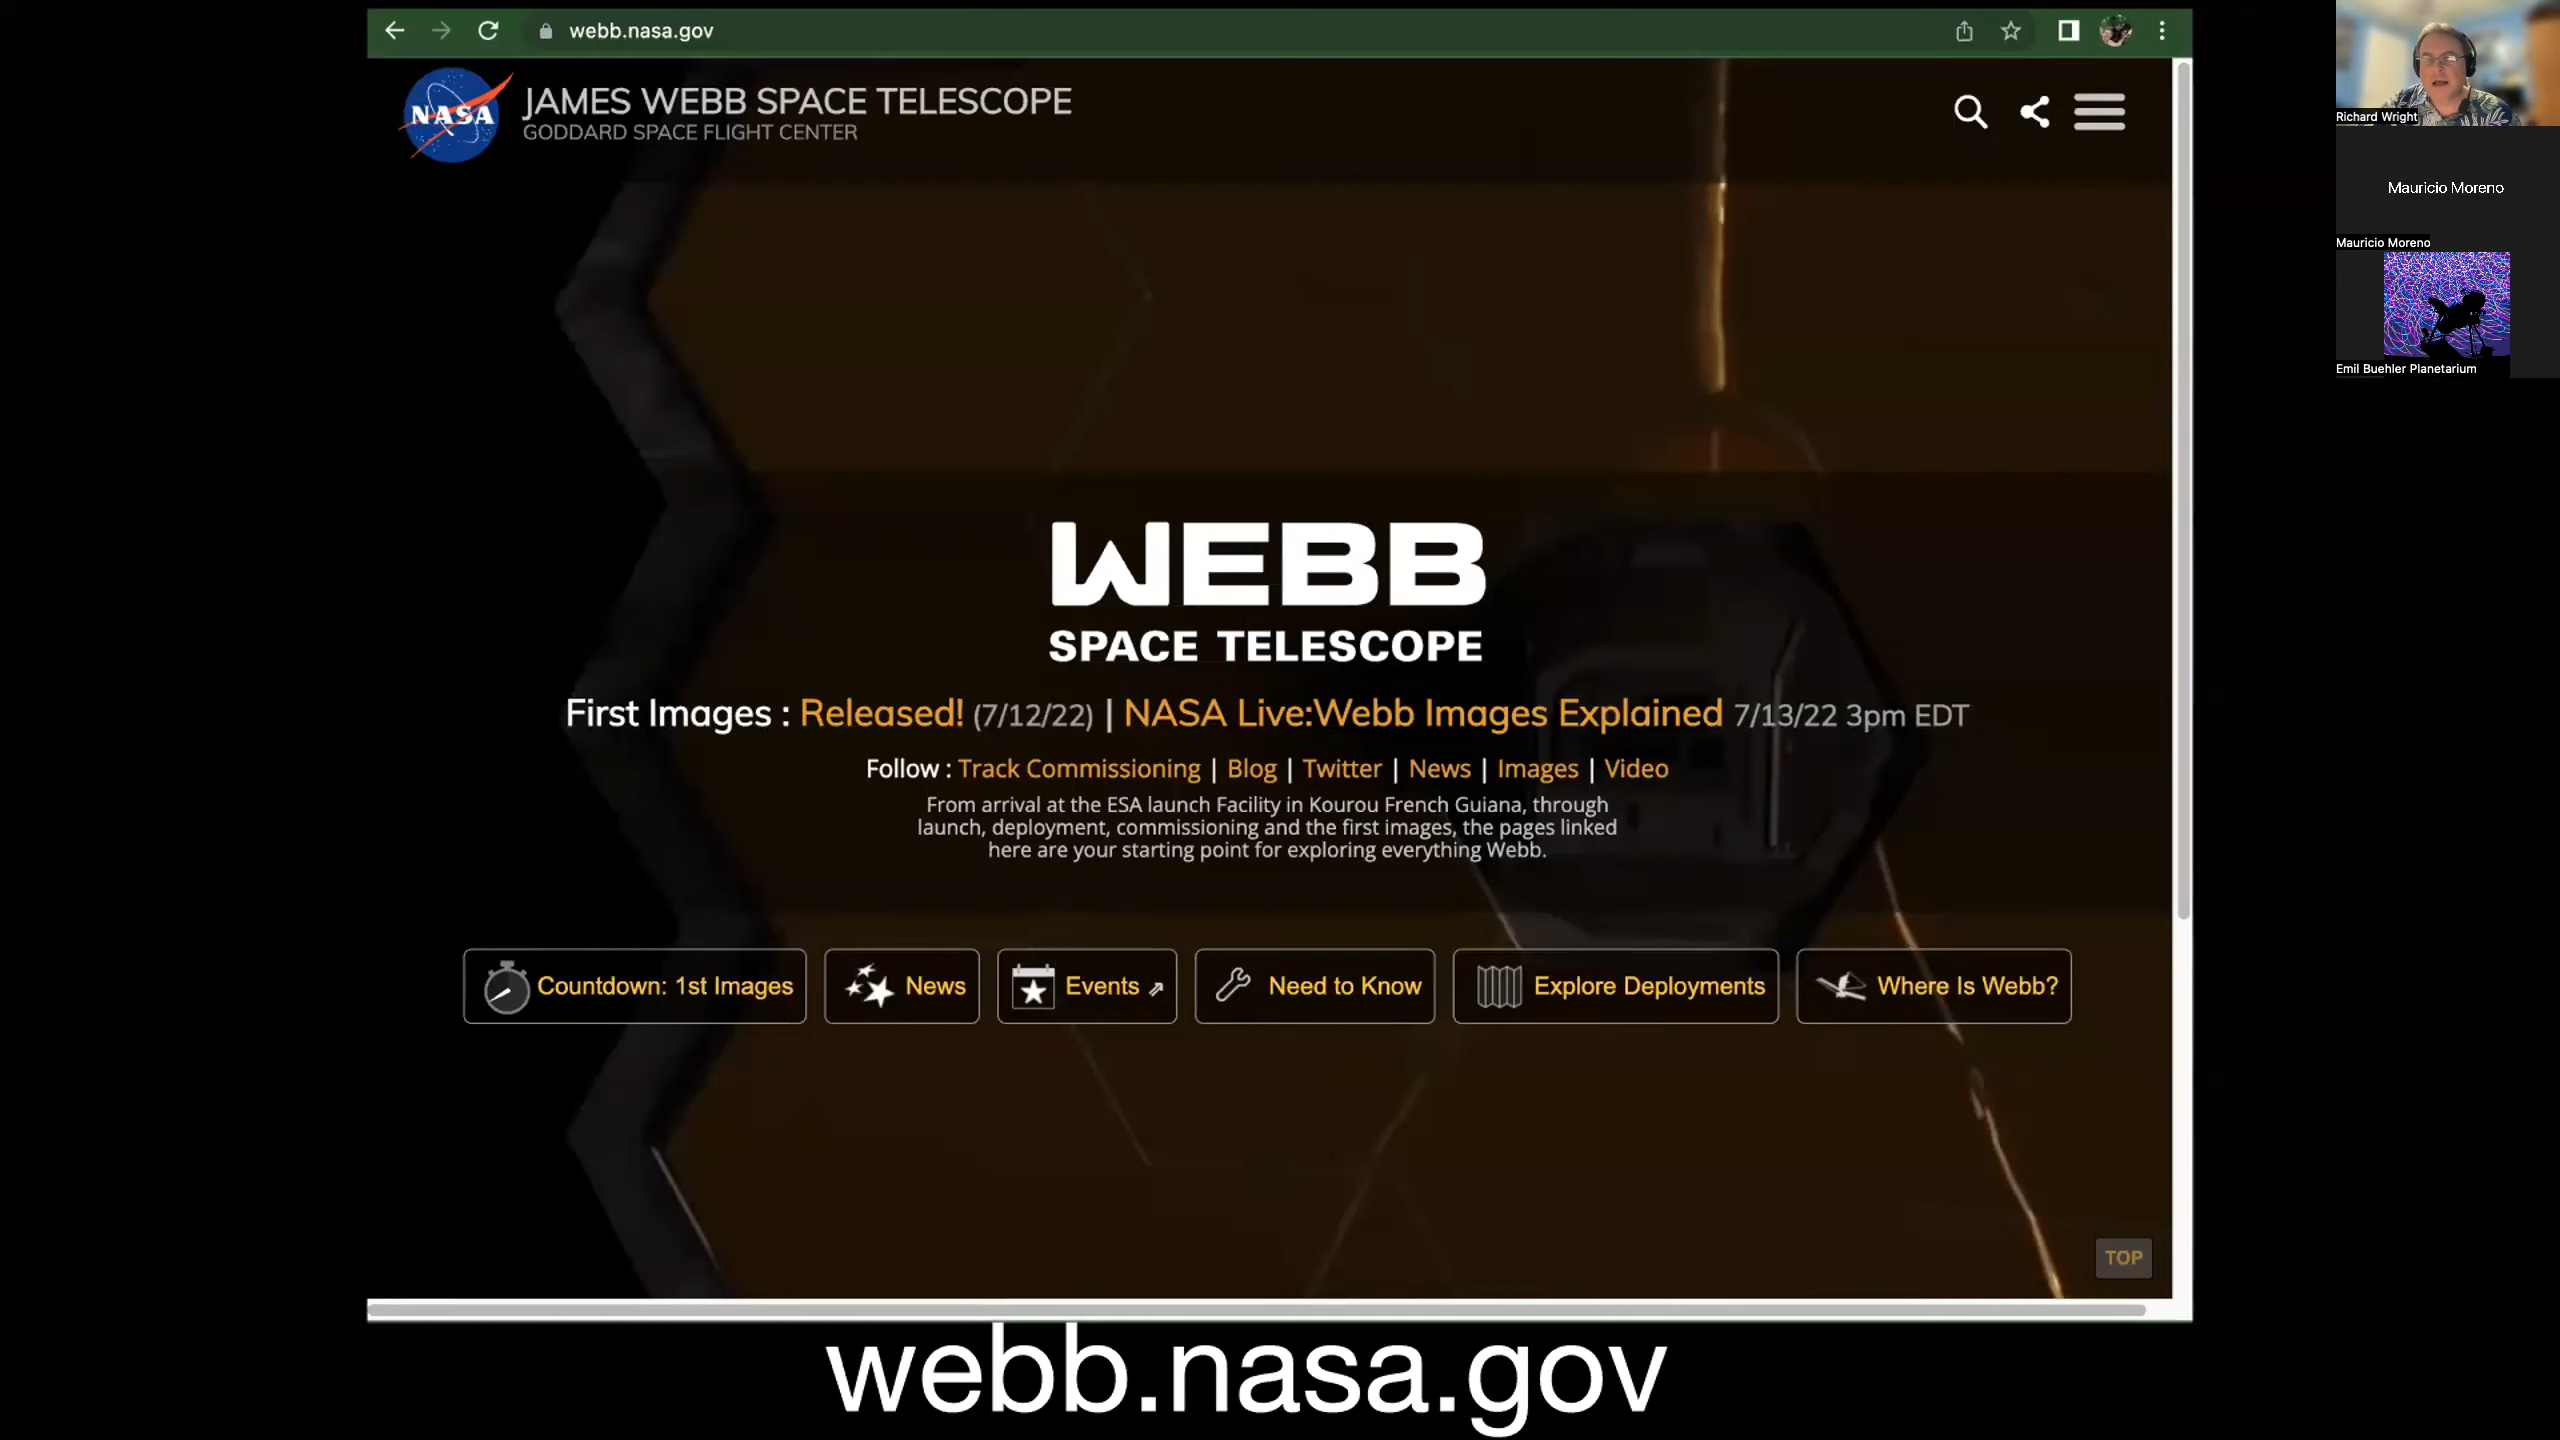 webb.nasa.gov
NASA
JAMES WEBB SPACE TELESCOPE
GODDARD SPACE FLIGHT CENTER
WEBB
SPACE TELESCOPE
First Images : Released! (7/12/22) | NASA Live:Webb Images Explained 7/13/22 3pm EDT
Follow : Track Commissioning | Blog | Twitter | News | Images | Video
From arrival at the ESA launch Facility in Kourou French Guiana, through
launch, deployment, commissioning and the first images, the pages linked
here are your starting point for exploring everything Webb.
Countdown: 1st Images
News
Events
Need to Know
Explore Deployments
Where Is Webb?
TOP
webb.nasa.gov
Richard Wright
Mauricio Moreno
Mauricio Moreno
Emil Buehler Planetarium